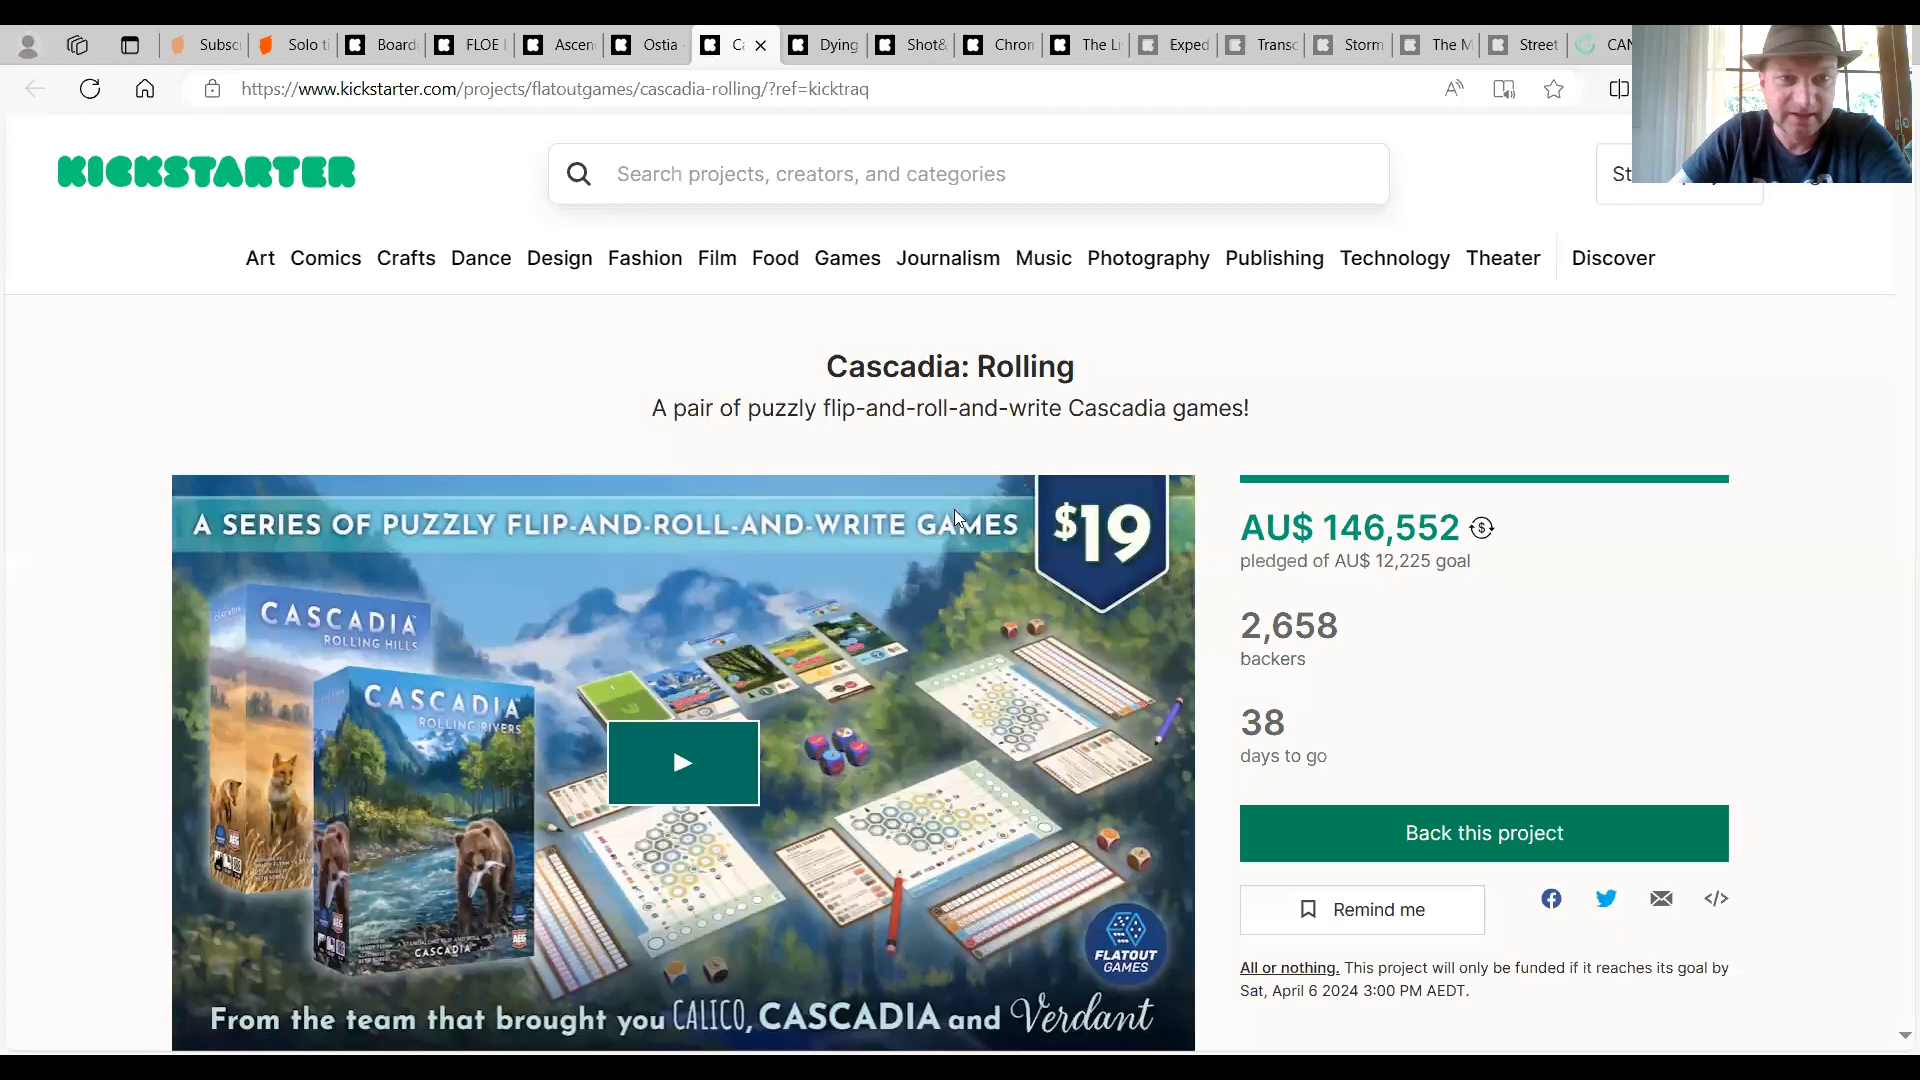 Subsc
Solo ti
Board
FLOE
Ascen
Ostia
Ca
Dying
Shot&
Chron
The Li
Exped
Transc
Storm
The M
Street
CAN
https://www.kickstarter.com/projects/flatoutgames/cascadia-rolling/?ref=kicktraq
KICKSTARTER
Search projects, creators, and categories
St
Art Comics Crafts Dance Design Fashion Film Food Games Journalism Music Photography Publishing Technology Theater Discover
Cascadia: Rolling
A pair of puzzly flip-and-roll-and-write Cascadia games!
A SERIES OF PUZZLY FLIP-AND-ROLL-AND-WRITE GAMES
$19
CASCADIA
ROLLING HILLS
CASCADIA
ROLLING RIVERS
CASCADIA
FLATOUT
GAMES
From the team that brought you CALICO, CASCADIA and Verdant
AU$ 146,552
pledged of AU$ 12,225 goal
2,658
backers
38
days to go
Back this project
Remind me
All or nothing. This project will only be funded if it reaches its goal by
Sat, April 6 2024 3:00 PM AEDT.